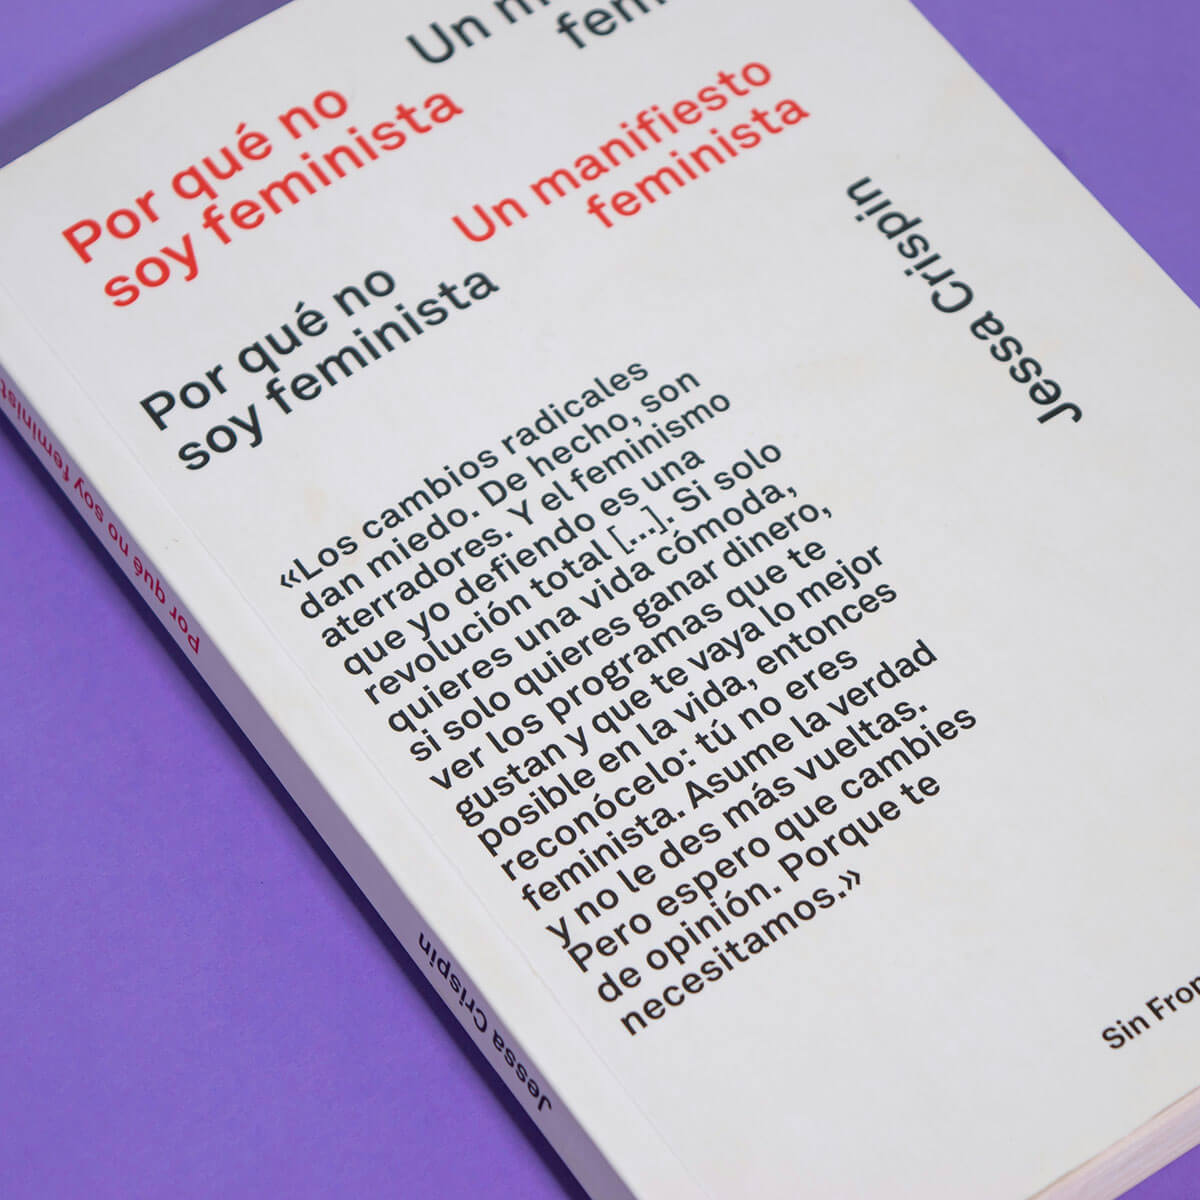 Un
fem
Por qué no
soy feminista
Un manifiesto
feminista
Por qué no
soy feminista
Jessa Crispin
«Los cambios radicales
dan miedo. De hecho, son
aterradores. Y el feminismo
que yo defiendo es una
revolución total [...]. Si solo
quieres una vida cómoda,
si solo quieres ganar dinero,
ver los programas que te
gustan y que te vaya lo mejor
posible en la vida, entonces
reconócelo: tú no eres
feminista. Asume la verdad
y no le des más vueltas.
Pero espero que cambies
de opinión. Porque te
necesitamos.»
Sin Fron
Por qué no soy feminist
Jessa Crispin